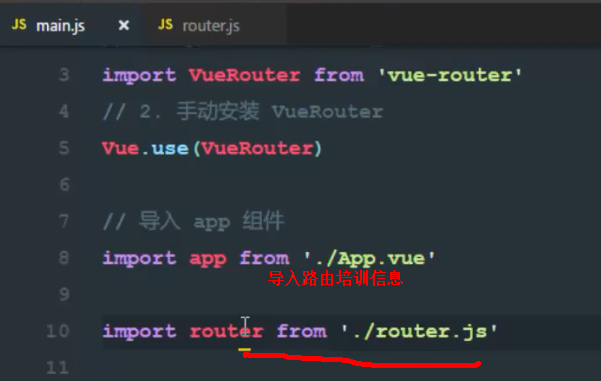 JS main.js × JS router.js
3 import VueRouter from 'vue-router'
4 // 2. 手动安装 VueRouter
5 Vue.use(VueRouter)
6
7 // 导入 app 组件
8 import app from './App.vue'
导入路由培训信息
9
10 import router from './router.js'
11